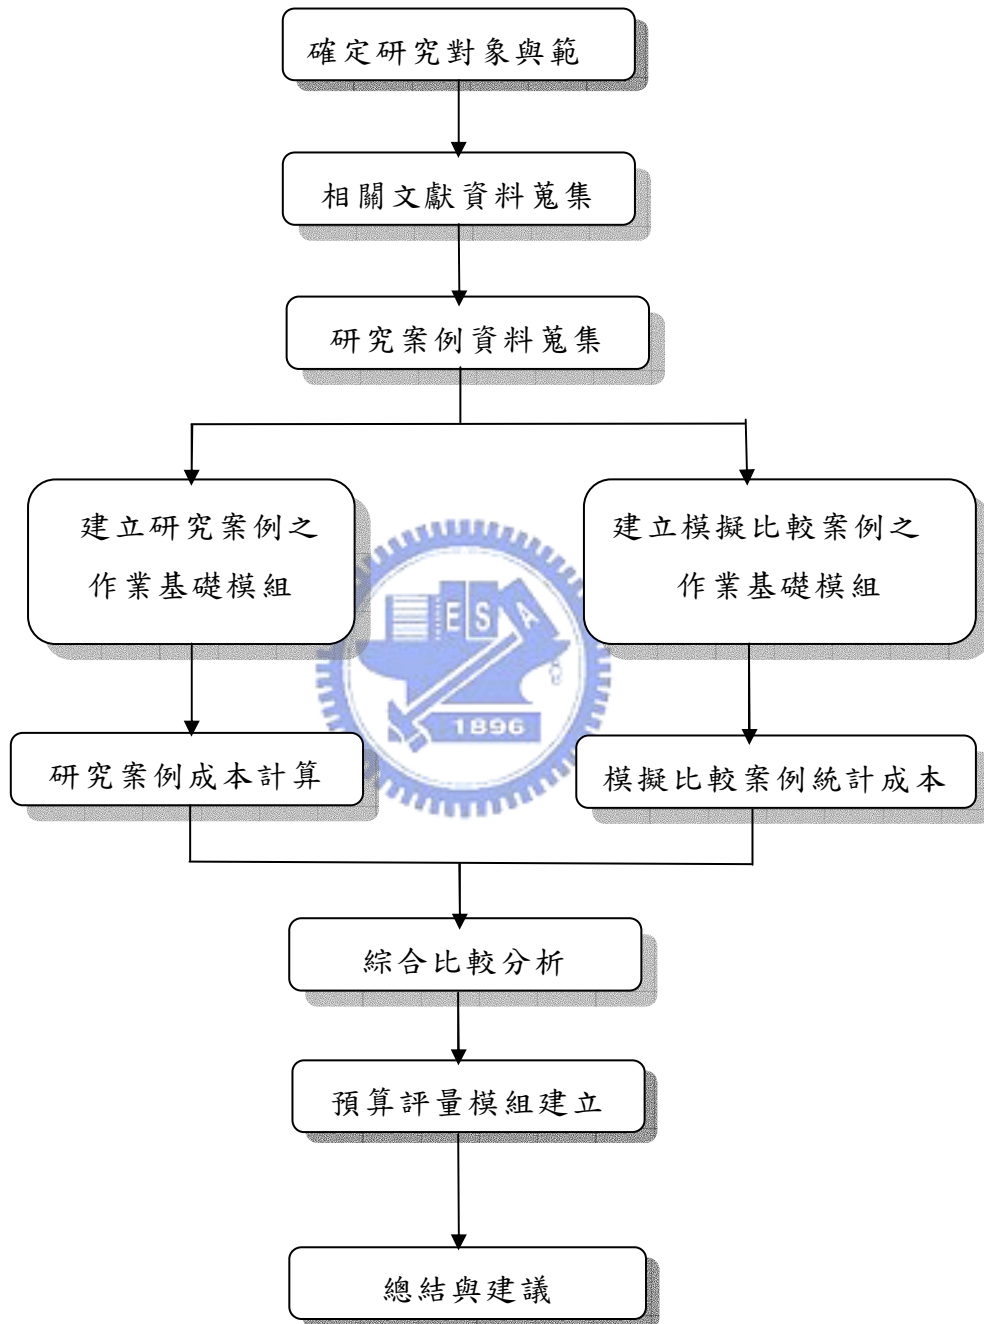 確定研究對象與範
相關文獻資料蒐集
研究案例資料蒐集
建立研究案例之
作業基礎模組
建立模擬比較案例之
作業基礎模組
E S A
1896
研究案例成本計算
模擬比較案例統計成本
綜合比較分析
預算評量模組建立
總結與建議